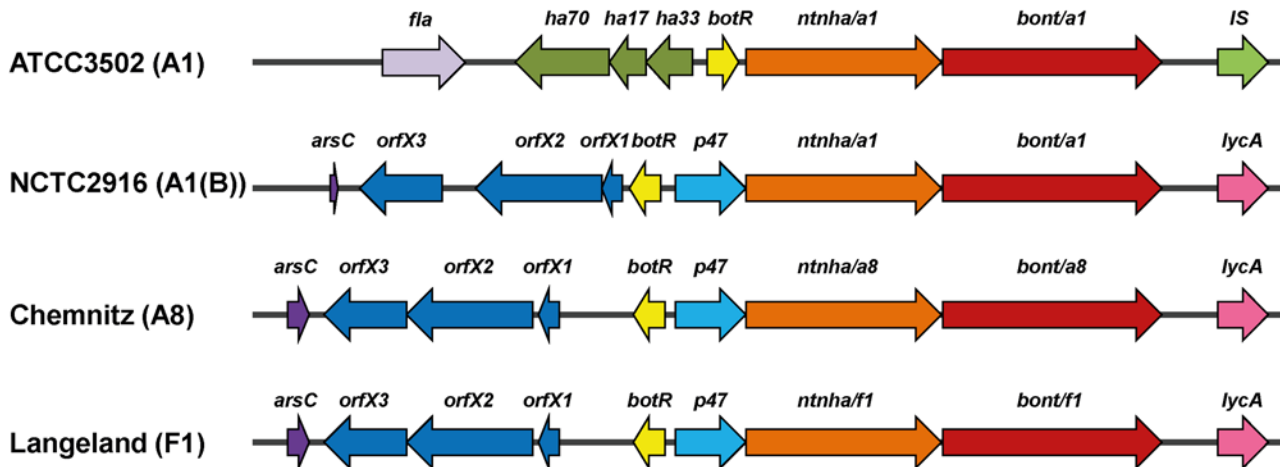 fla ha70 ha17 ha33 botR ntnha/a1 bont/a1 IS
ATCC3502 (A1)
arsC orfX3 orfX2 orfX1 botR p47 ntnha/a1 bont/a1 lycA
NCTC2916 (A1(B))
arsC orfX3 orfX2 orfX1 botR p47 ntnha/a8 bont/a8 lycA
Chemnitz (A8)
arsC orfX3 orfX2 orfX1 botR p47 ntnha/f1 bont/f1 lycA
Langeland (F1)